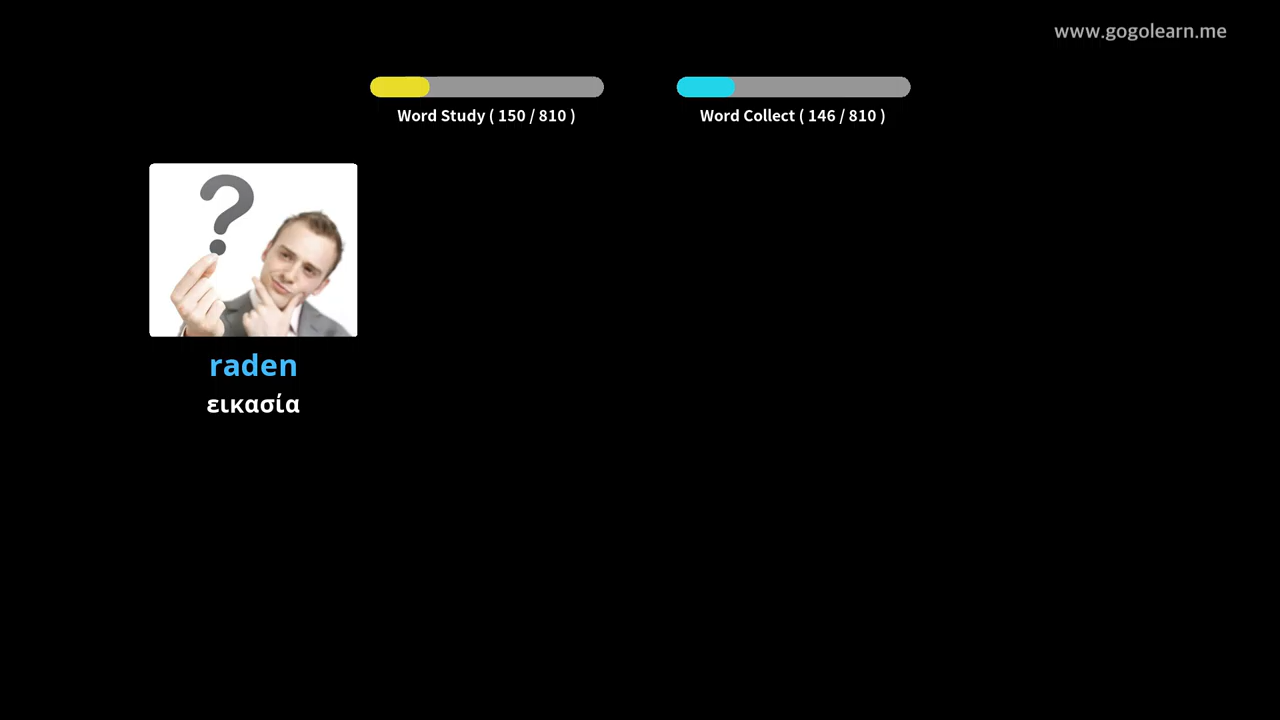 www.gogolearn.me
Word Study ( 150 / 810 )
Word Collect ( 146 / 810 )
?
raden
εικασία